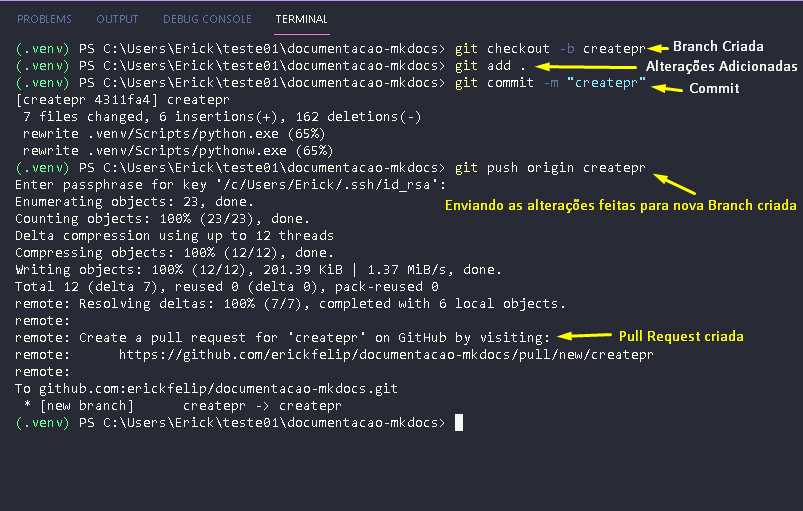 PROBLEMS OUTPUT DEBUG CONSOLE TERMINAL
(.venv) PS C:\Users\Erick\teste01\documentacao-mkdocs> git checkout -b createpr Branch Criada
(.venv) PS C:\Users\Erick\teste01\documentacao-mkdocs> git add . Alterações Adicionadas
(.venv) PS C:\Users\Erick\teste01\documentacao-mkdocs> git commit -m "createpr" Commit
[createpr 4311fa4] createpr
 7 files changed, 6 insertions(+), 162 deletions(-)
 rewrite .venv/Scripts/python.exe (65%)
 rewrite .venv/Scripts/pythonw.exe (65%)
(.venv) PS C:\Users\Erick\teste01\documentacao-mkdocs> git push origin createpr
Enter passphrase for key '/c/Users/Erick/.ssh/id_rsa':
Enumerating objects: 23, done.
Enviando as alterações feitas para nova Branch criada
Counting objects: 100% (23/23), done.
Delta compression using up to 12 threads
Compressing objects: 100% (12/12), done.
Writing objects: 100% (12/12), 201.39 KiB | 1.37 MiB/s, done.
Total 12 (delta 7), reused 0 (delta 0), pack-reused 0
remote: Resolving deltas: 100% (7/7), completed with 6 local objects.
remote:
remote: Create a pull request for 'createpr' on GitHub by visiting: Pull Request criada
remote:      https://github.com/erickfelip/documentacao-mkdocs/pull/new/createpr
remote:
To github.com:erickfelip/documentacao-mkdocs.git
 * [new branch]      createpr -> createpr
(.venv) PS C:\Users\Erick\teste01\documentacao-mkdocs>